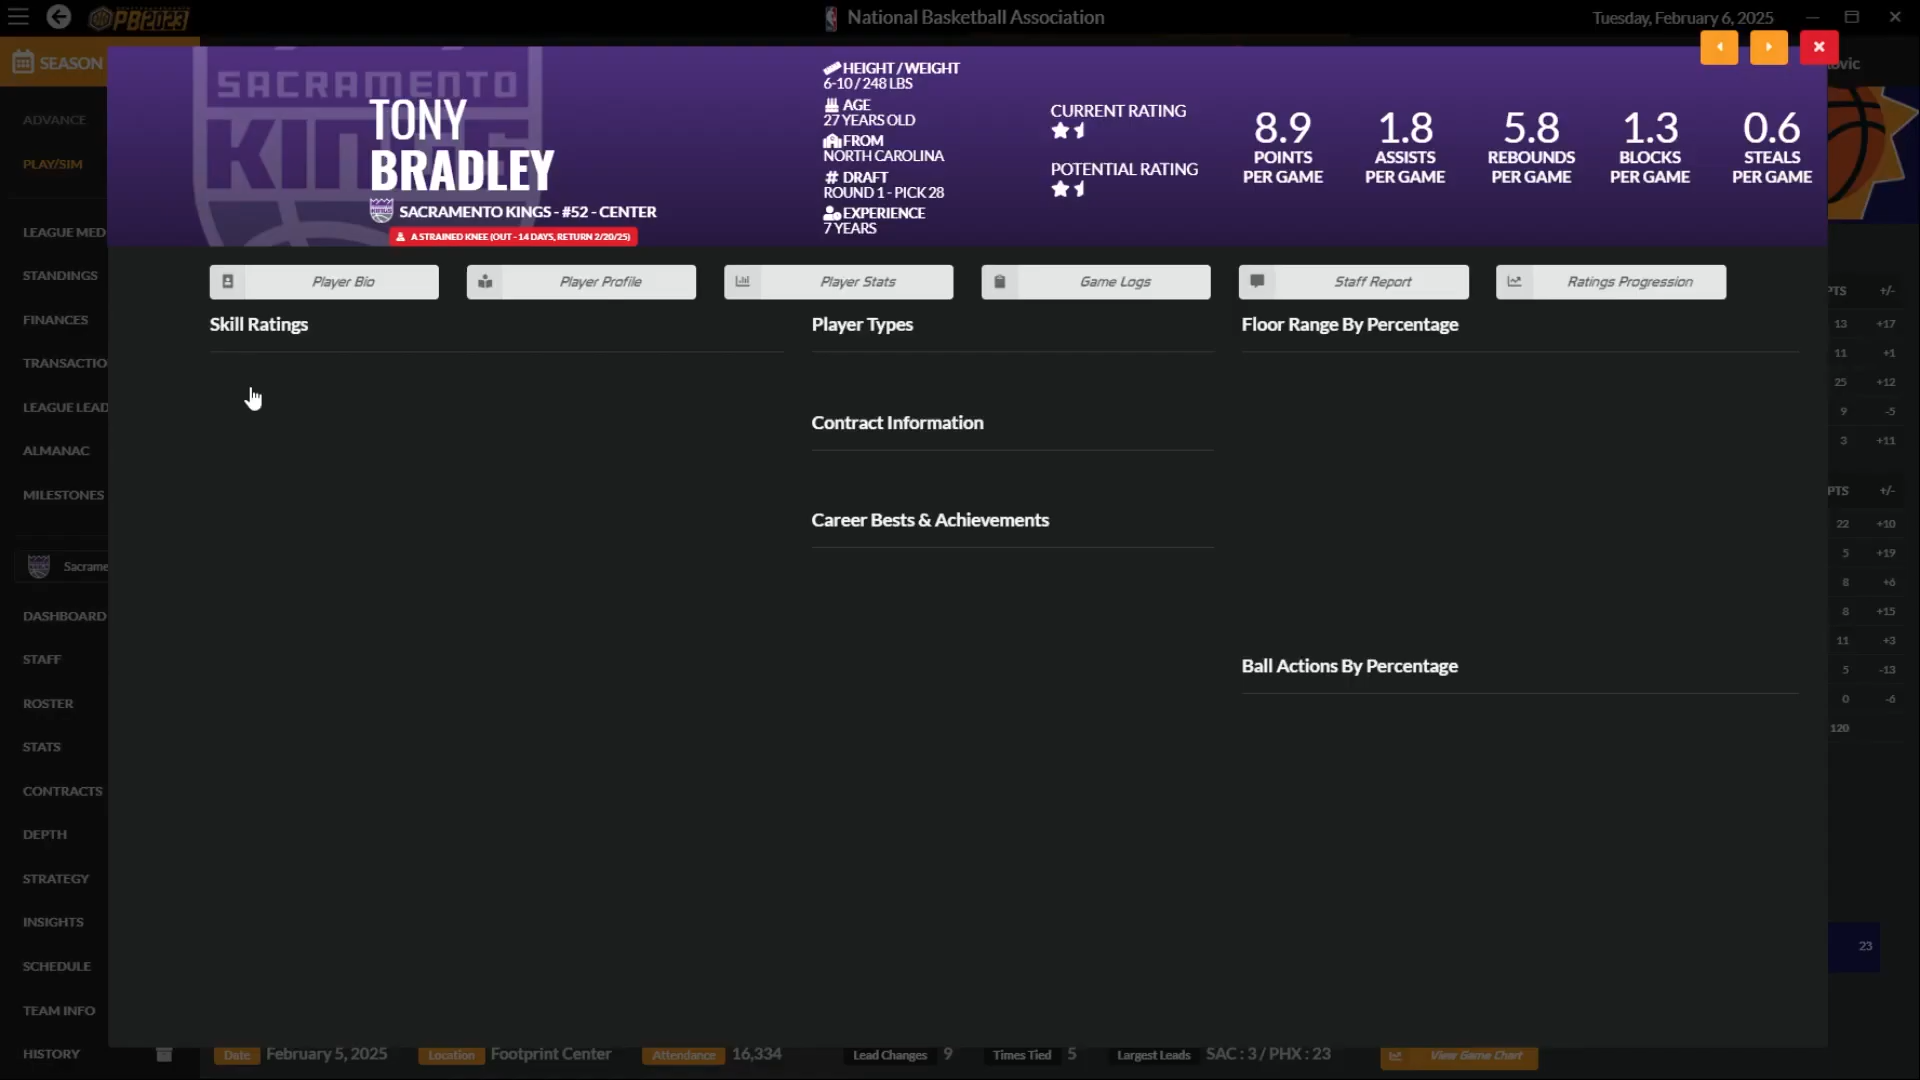 PB2023
National Basketball Association
Tuesday, February 6, 2025
SEASON
ADVANCE
PLAY/SIM
LEAGUE MED
STANDINGS
FINANCES
TRANSACTIO
LEAGUE LEAD
ALMANAC
MILESTONES
Sacrame
DASHBOARD
STAFF
ROSTER
STATS
CONTRACTS
DEPTH
STRATEGY
INSIGHTS
SCHEDULE
TEAM INFO
HISTORY
SACRAMENTO
KINGS
TONY
BRADLEY
SACRAMENTO KINGS - #52 - CENTER
A STRAINED KNEE (OUT - 14 DAYS, RETURN 2/20/25)
HEIGHT / WEIGHT
6-10 / 248 LBS
AGE
27 YEARS OLD
FROM
NORTH CAROLINA
# DRAFT
ROUND 1 - PICK 28
EXPERIENCE
7 YEARS
CURRENT RATING
POTENTIAL RATING
8.9
POINTS
PER GAME
1.8
ASSISTS
PER GAME
5.8
REBOUNDS
PER GAME
1.3
BLOCKS
PER GAME
0.6
STEALS
PER GAME
ovic
Player Bio
Player Profile
Player Stats
Game Logs
Staff Report
Ratings Progression
Skill Ratings
Player Types
Contract Information
Career Bests & Achievements
Floor Range By Percentage
Ball Actions By Percentage
PTS +/-
13 +17
11 +1
25 +12
9 -5
3 +11
PTS +/-
22 +10
5 +19
8 +6
8 +15
11 +3
5 -13
0 -6
120
23
Date February 5, 2025 Location Footprint Center Attendance 16,334 Lead Changes 9 Times Tied 5 Largest Leads SAC : 3 / PHX : 23 View Game Chart